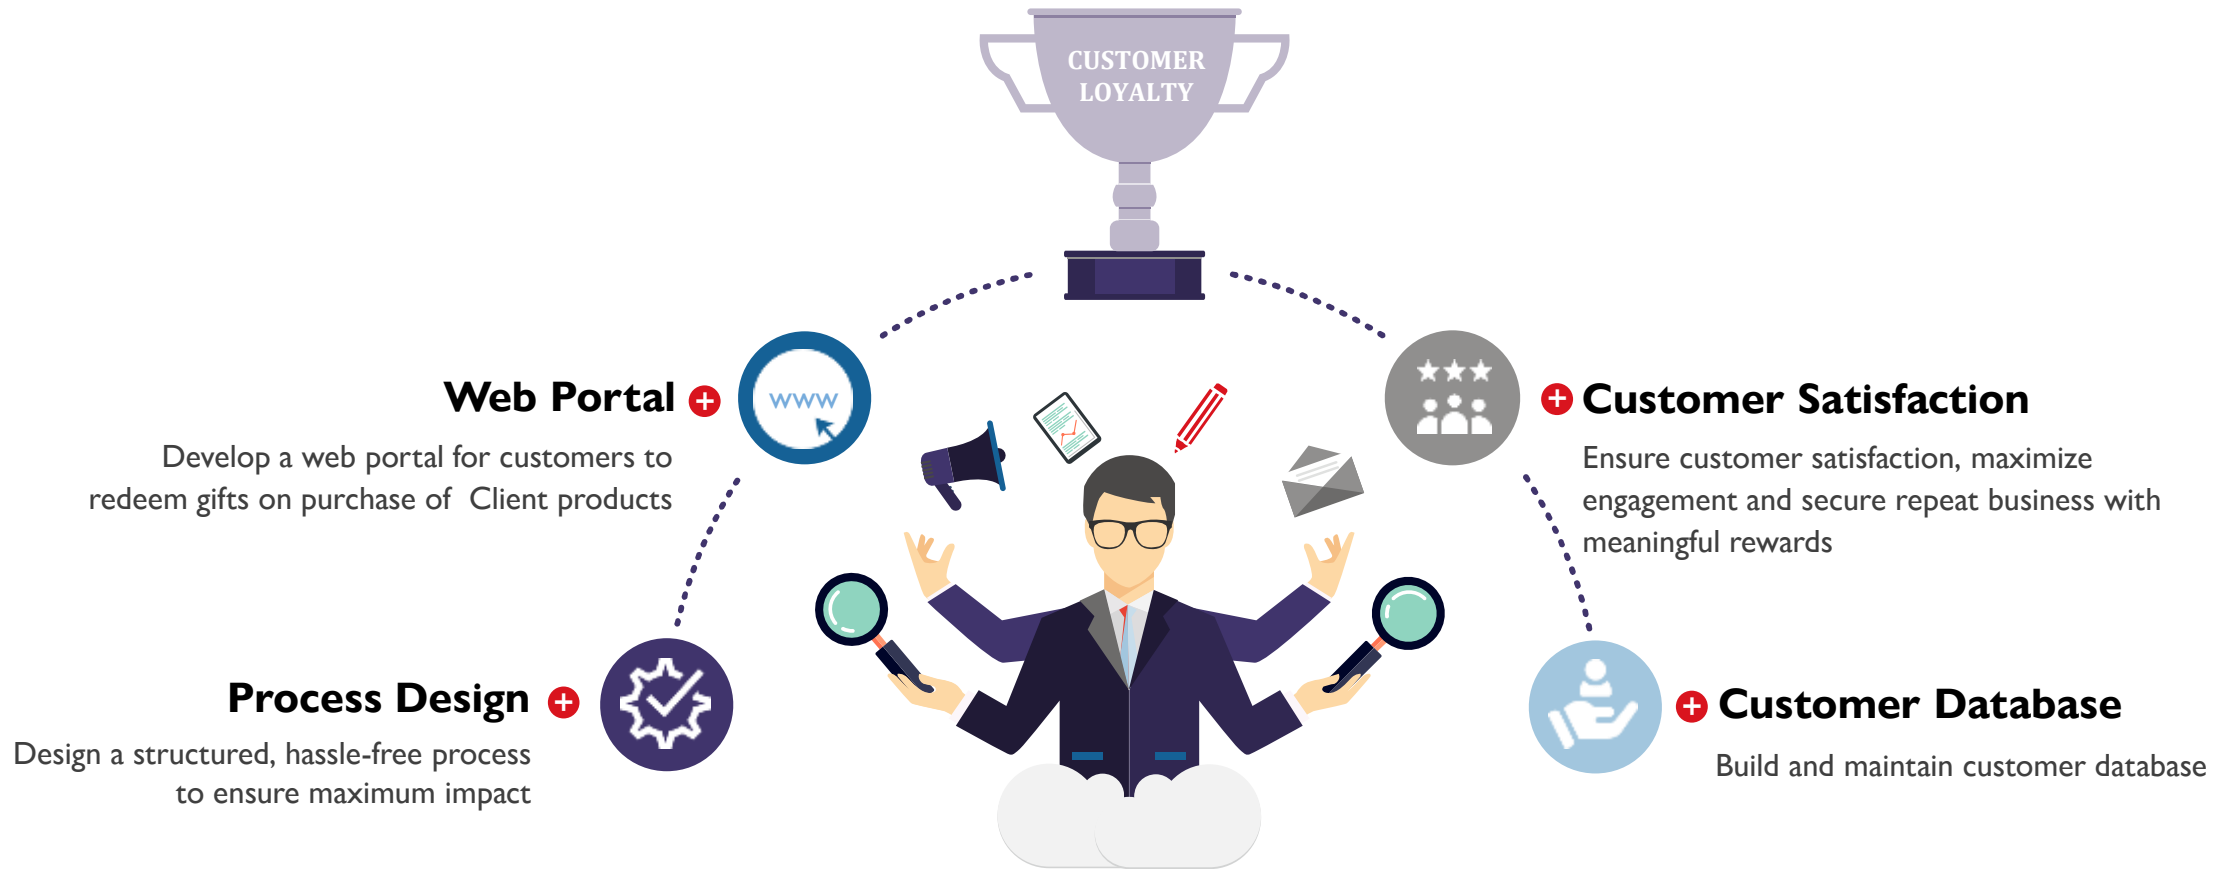 CUSTOMER
LOYALTY
Web Portal
Develop a web portal for customers to
redeem gifts on purchase of  Client products
www
Customer Satisfaction
Ensure customer satisfaction, maximize
engagement and secure repeat business with
meaningful rewards
Process Design
Design a structured, hassle-free process
to ensure maximum impact
Customer Database
Build and maintain customer database